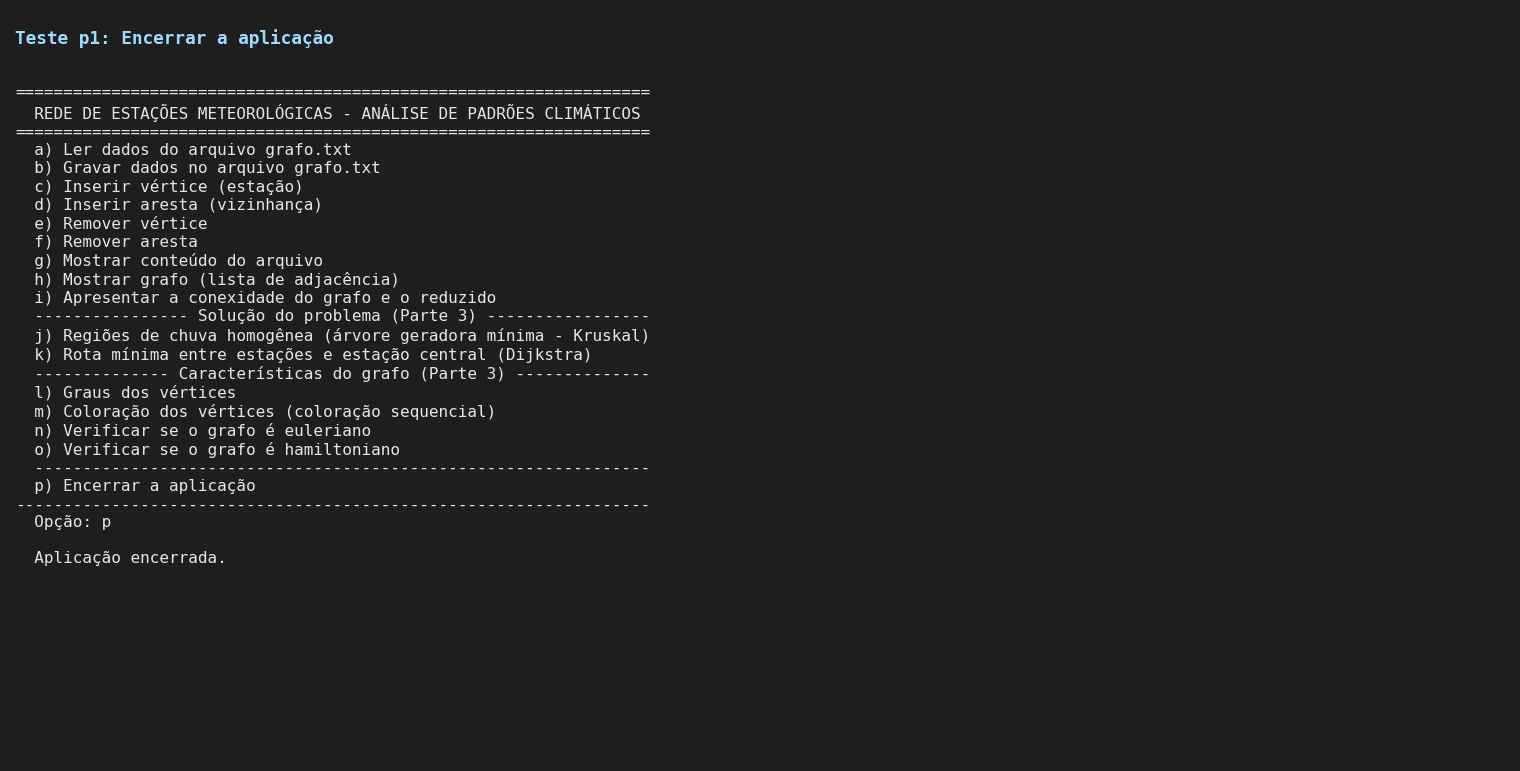 Teste p1: Encerrar a aplicação
==================================================================
  REDE DE ESTAÇÕES METEOROLÓGICAS - ANÁLISE DE PADRÕES CLIMÁTICOS
==================================================================
  a) Ler dados do arquivo grafo.txt
  b) Gravar dados no arquivo grafo.txt
  c) Inserir vértice (estação)
  d) Inserir aresta (vizinhança)
  e) Remover vértice
  f) Remover aresta
  g) Mostrar conteúdo do arquivo
  h) Mostrar grafo (lista de adjacência)
  i) Apresentar a conexidade do grafo e o reduzido
  ---------------- Solução do problema (Parte 3) -----------------
  j) Regiões de chuva homogênea (árvore geradora mínima - Kruskal)
  k) Rota mínima entre estações e estação central (Dijkstra)
  -------------- Características do grafo (Parte 3) --------------
  l) Graus dos vértices
  m) Coloração dos vértices (coloração sequencial)
  n) Verificar se o grafo é euleriano
  o) Verificar se o grafo é hamiltoniano
  ----------------------------------------------------------------
  p) Encerrar a aplicação
------------------------------------------------------------------
  Opção: p
  Aplicação encerrada.